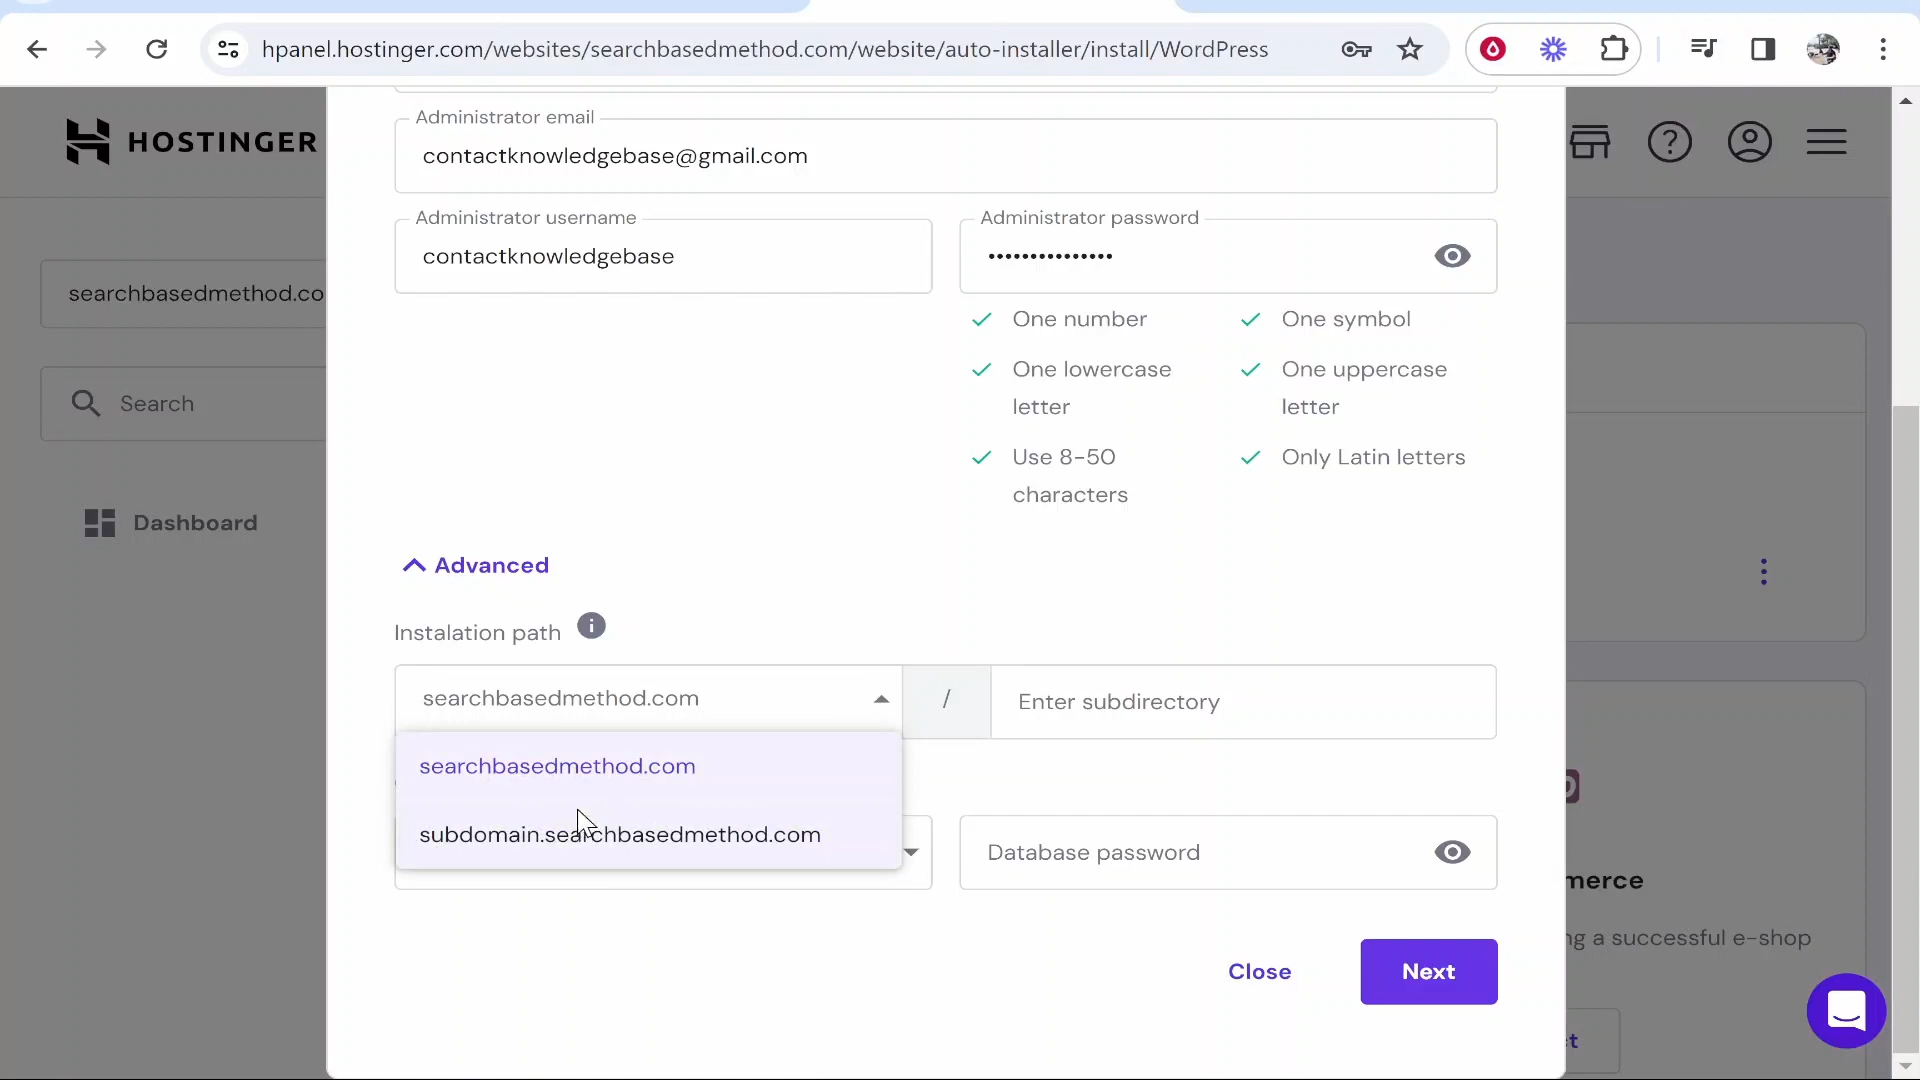 hpanel.hostinger.com/websites/searchbasedmethod.com/website/auto-installer/install/WordPress
HOSTINGER
Administrator email
contactknowledgebase@gmail.com
Administrator username
Administrator password
contactknowledgebase
•••••••••••••••
searchbasedmethod.co
One number
One symbol
One lowercase
letter
One uppercase
letter
Search
Use 8-50
characters
Only Latin letters
Dashboard
Advanced
Instalation path
searchbasedmethod.com
/
Enter subdirectory
searchbasedmethod.com
subdomain.searchbasedmethod.com
Database password
merce
ng a successful e-shop
Close
Next
ct